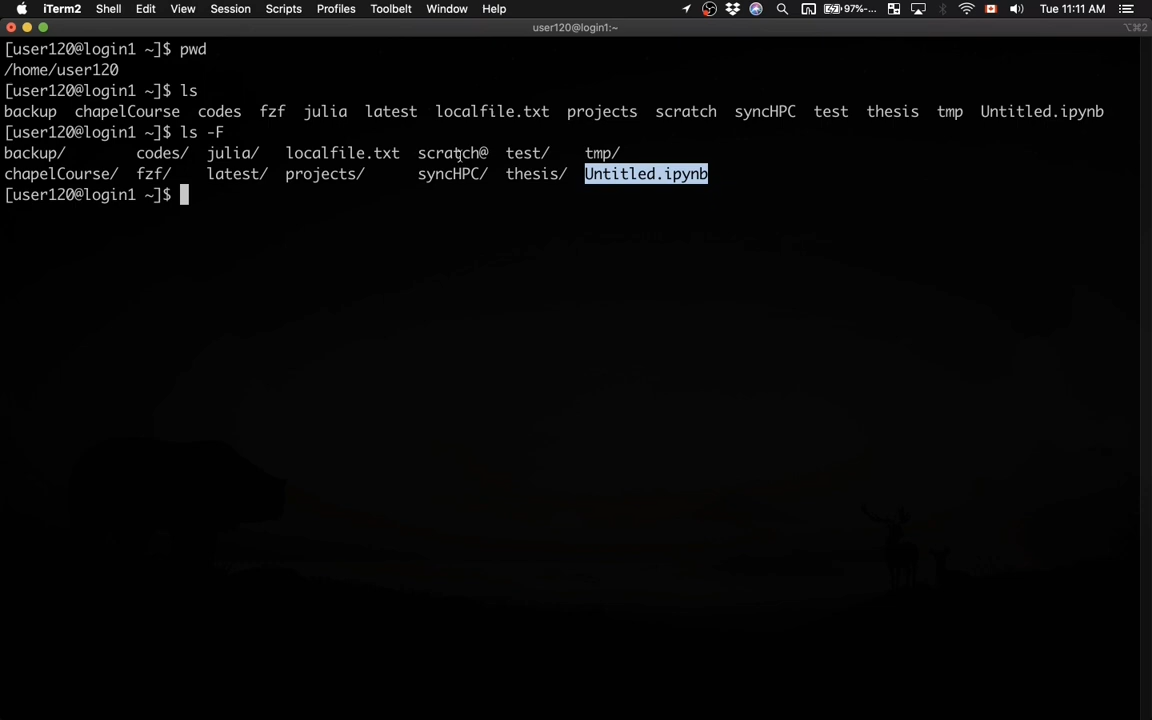 iTerm2 Shell Edit View Session Scripts Profiles Toolbelt Window Help 97%-... Tue 11:11 AM
user120@login1:~ ⌥⌘2
[user120@login1 ~]$ pwd
/home/user120
[user120@login1 ~]$ ls
backup chapelCourse codes fzf julia latest localfile.txt projects scratch syncHPC test thesis tmp Untitled.ipynb
[user120@login1 ~]$ ls -F
backup/ codes/ julia/ localfile.txt scratch@ test/ tmp/
chapelCourse/ fzf/ latest/ projects/ syncHPC/ thesis/ Untitled.ipynb
[user120@login1 ~]$